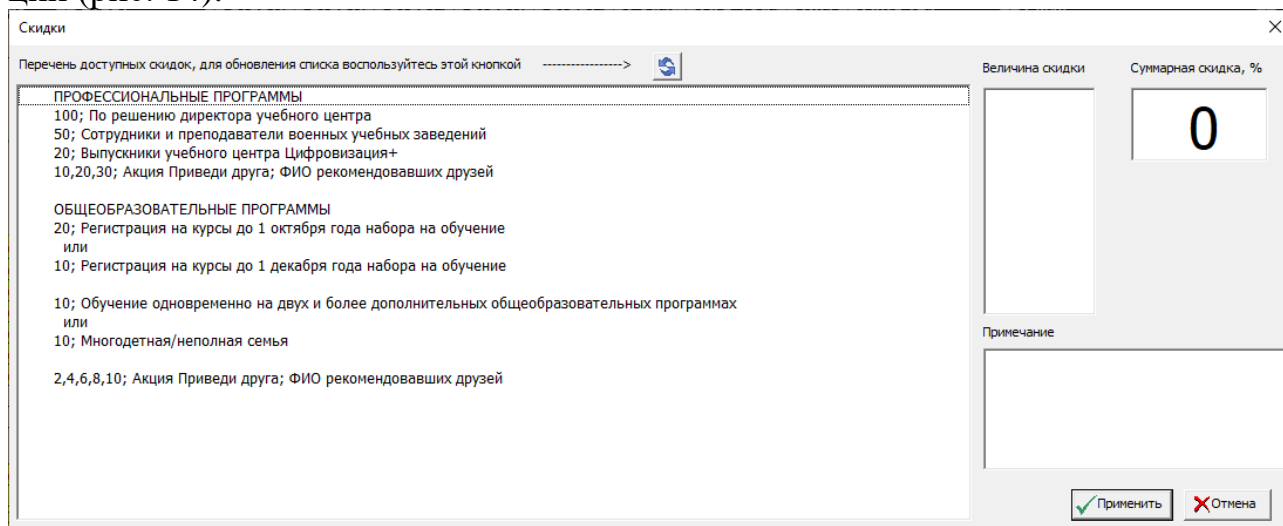 ции (рис. 14).
Скидки
Перечень доступных скидок, для обновления списка воспользуйтесь этой кнопкой ----------------->
Величина скидки
Суммарная скидка, %
ПРОФЕССИОНАЛЬНЫЕ ПРОГРАММЫ
100; По решению директора учебного центра
50; Сотрудники и преподаватели военных учебных заведений
20; Выпускники учебного центра Цифровизация+
10,20,30; Акция Приведи друга; ФИО рекомендовавших друзей
0
ОБЩЕОБРАЗОВАТЕЛЬНЫЕ ПРОГРАММЫ
20; Регистрация на курсы до 1 октября года набора на обучение
или
10; Регистрация на курсы до 1 декабря года набора на обучение
10; Обучение одновременно на двух и более дополнительных общеобразовательных программах
или
10; Многодетная/неполная семья
2,4,6,8,10; Акция Приведи друга; ФИО рекомендовавших друзей
Примечание
Применить
Отмена